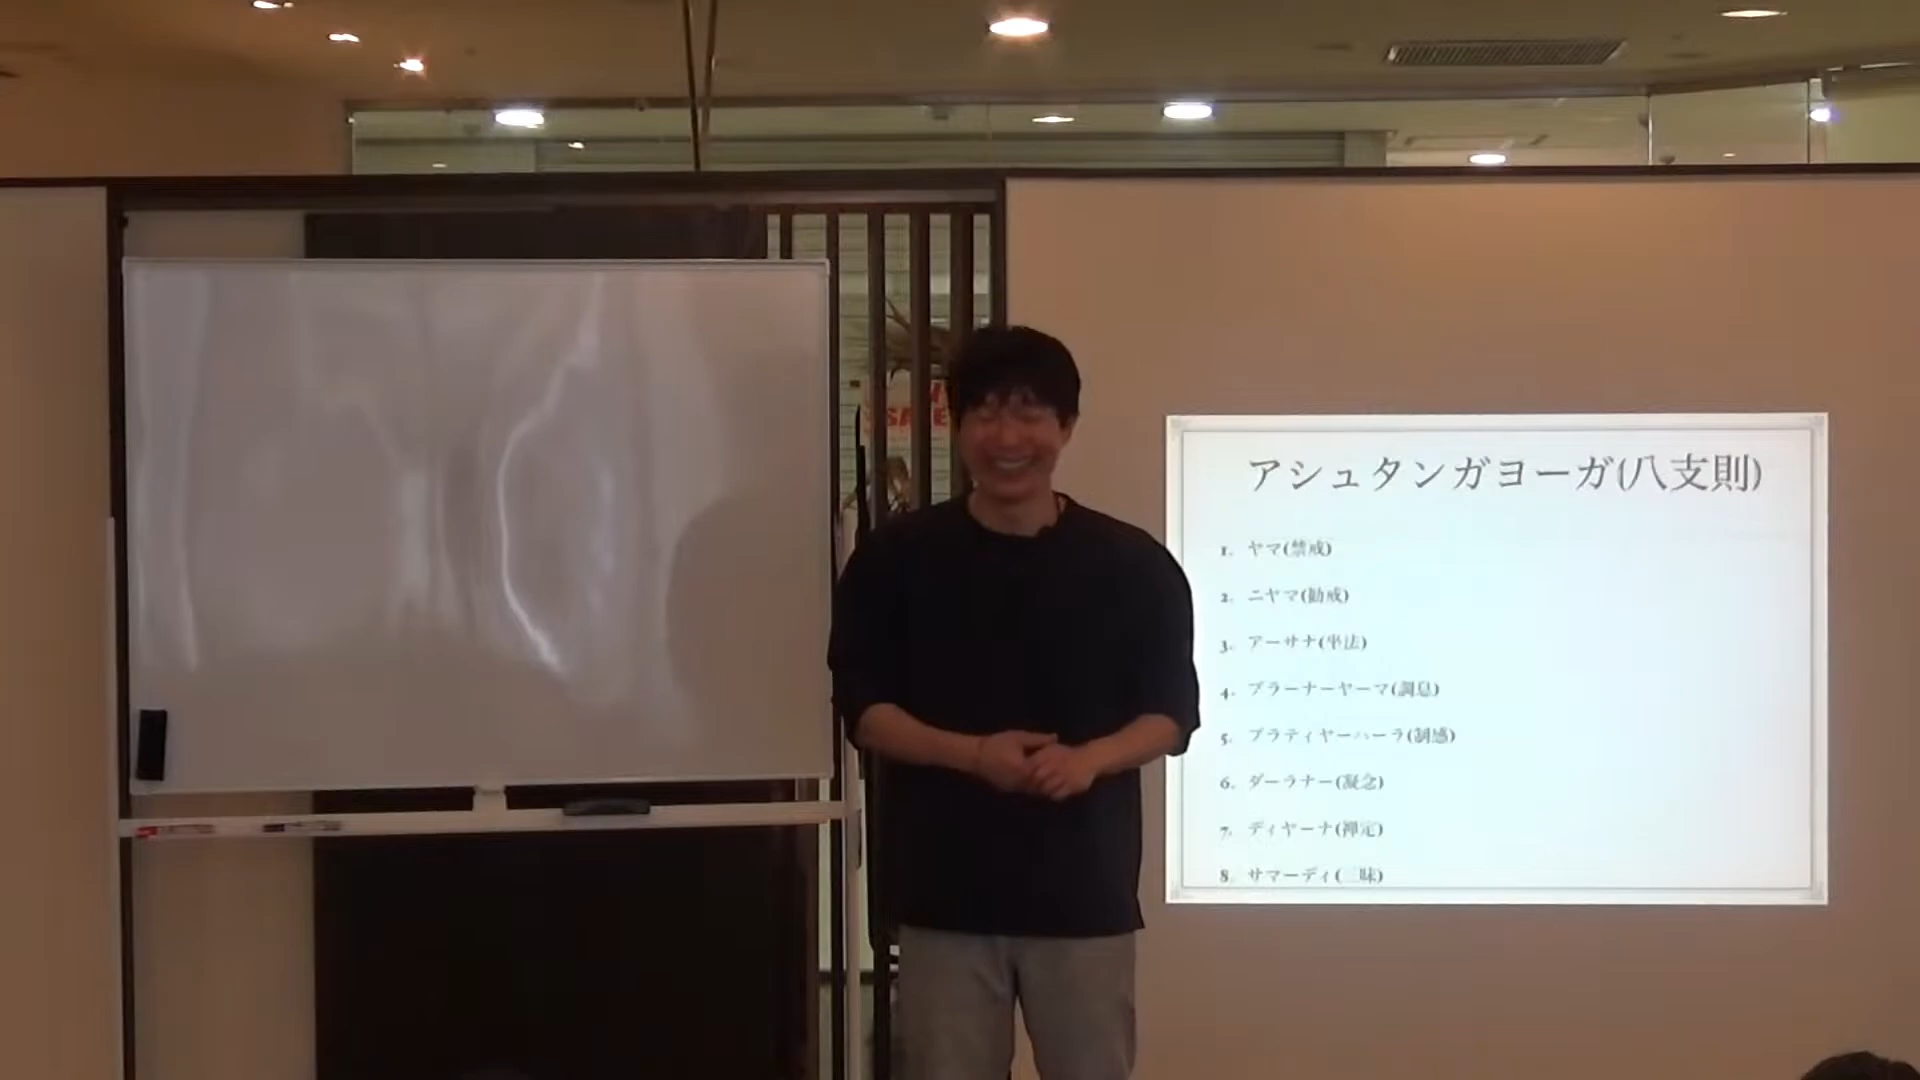 SALE
アシュタンガヨーガ(八支則)
1. ヤマ(禁戒)
2. ニヤマ(勧戒)
3. アーサナ(坐法)
4. プラーナーヤーマ(調息)
5. プラティヤーハーラ(制感)
6. ダーラナー(凝念)
7. ディヤーナ(禅定)
8. サマーディ(三昧)